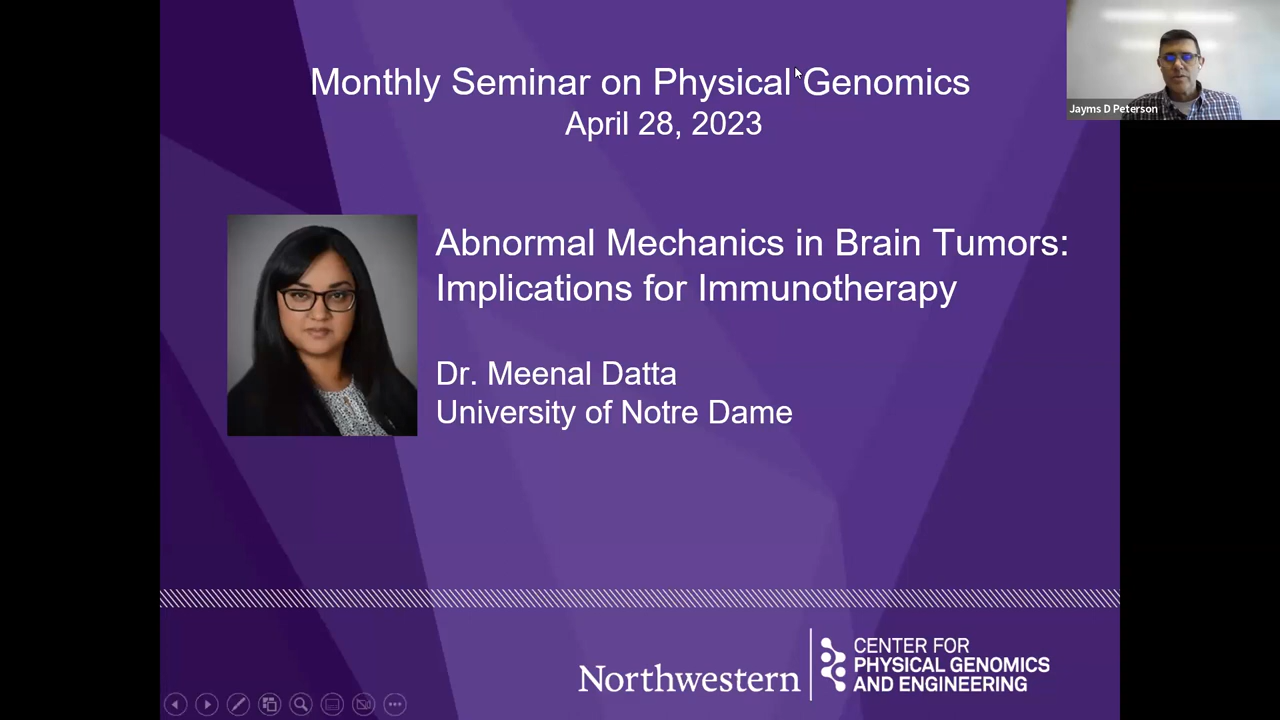 Monthly Seminar on Physical Genomics
April 28, 2023
Jayms D Peterson
Abnormal Mechanics in Brain Tumors:
Implications for Immunotherapy
Dr. Meenal Datta
University of Notre Dame
Northwestern
CENTER FOR
PHYSICAL GENOMICS
AND ENGINEERING